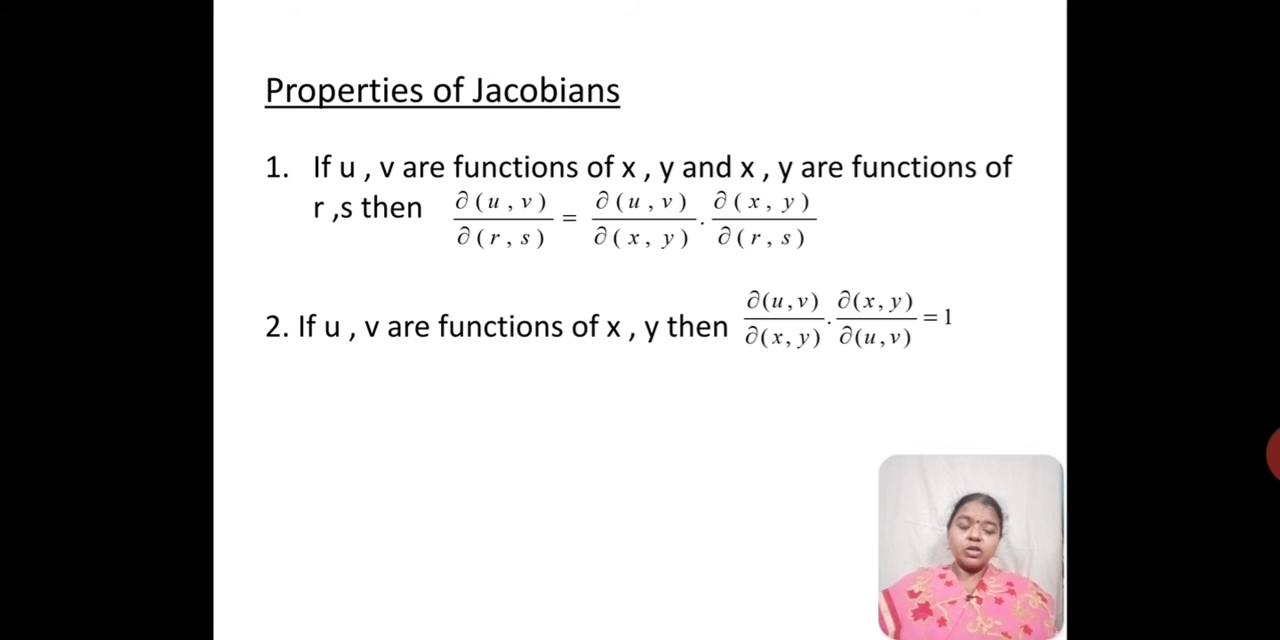 Properties of Jacobians
1. If u , v are functions of x , y and x , y are functions of
r ,s then ∂(u,v)/∂(r,s) = ∂(u,v)/∂(x,y) . ∂(x,y)/∂(r,s)
2. If u , v are functions of x , y then ∂(u,v)/∂(x,y) . ∂(x,y)/∂(u,v) = 1